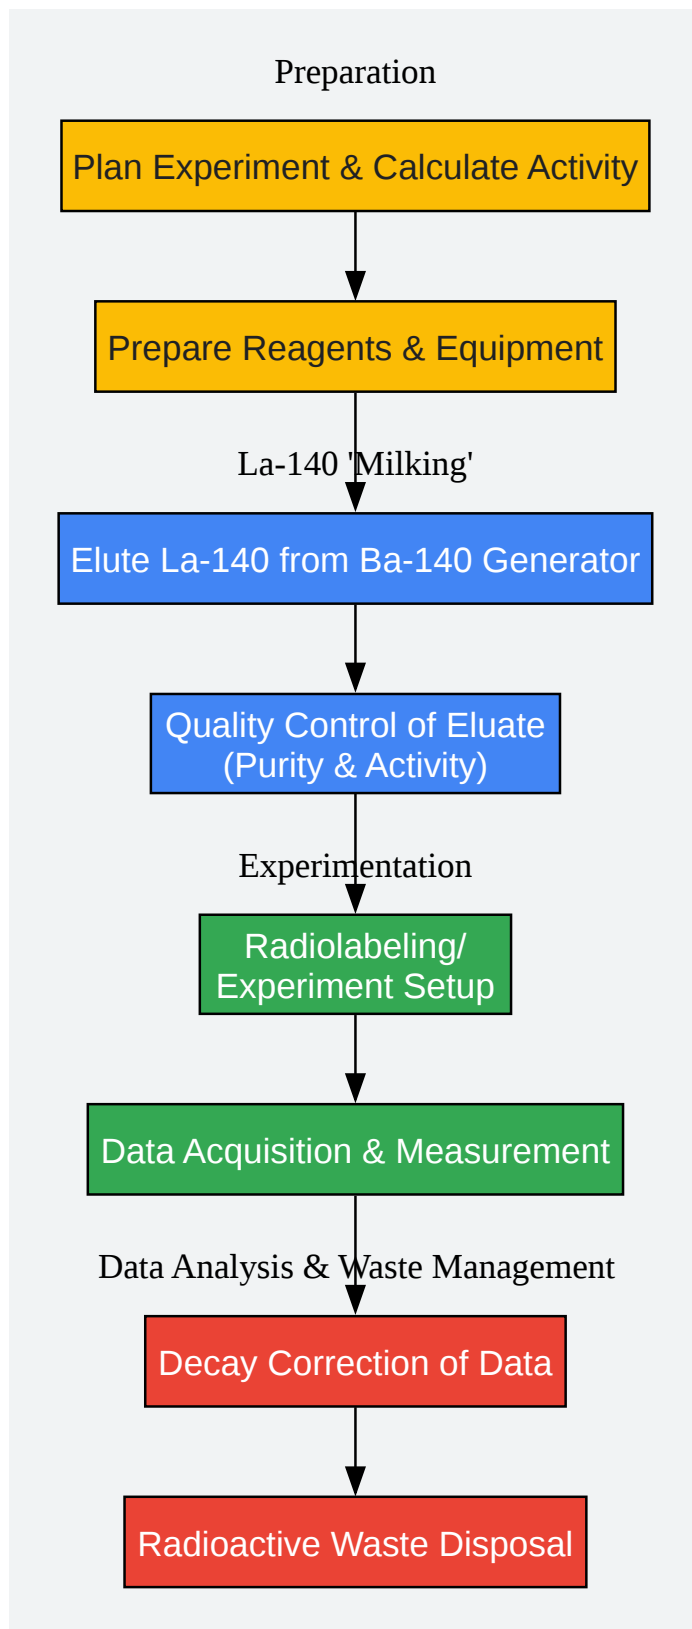 Preparation
Plan Experiment & Calculate Activity
Prepare Reagents & Equipment
La-140 'Milking'
Elute La-140 from Ba-140 Generator
Quality Control of Eluate
(Purity & Activity)
Experimentation
Radiolabeling/
Experiment Setup
Data Acquisition & Measurement
Data Analysis & Waste Management
Decay Correction of Data
Radioactive Waste Disposal